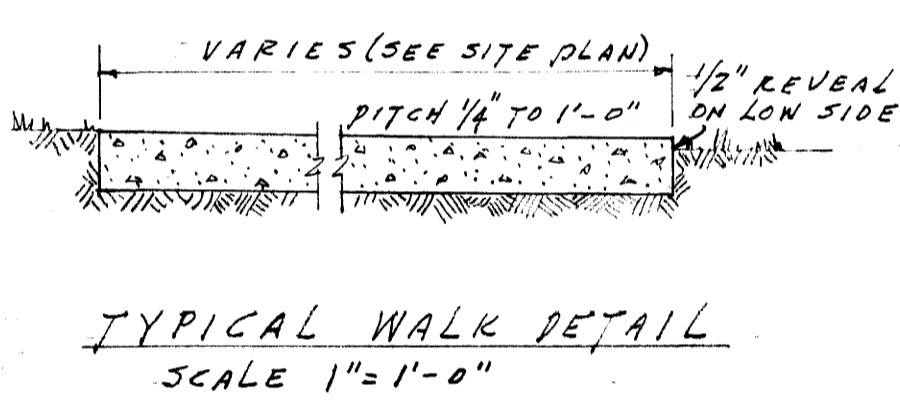 VARIES (SEE SITE PLAN)
1/2" REVEAL
ON LOW SIDE
PITCH 1/4" TO 1'-0"
TYPICAL WALK DETAIL
SCALE 1"=1'-0"